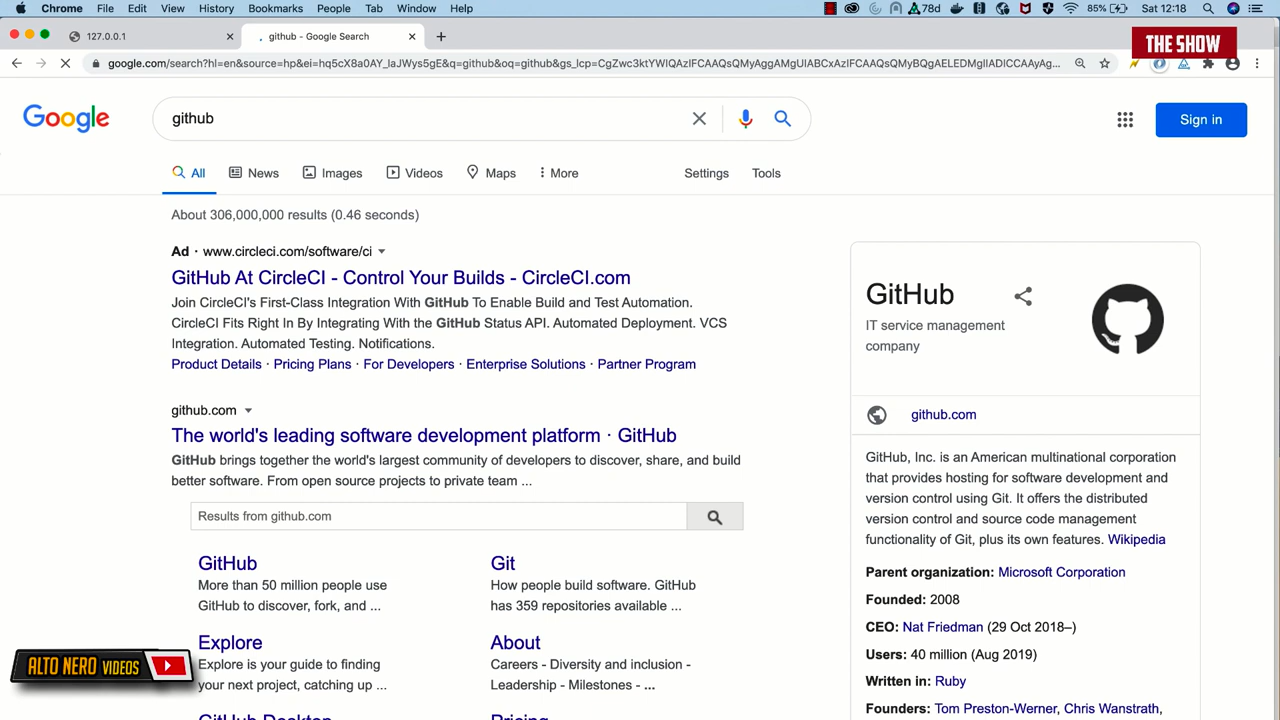 Chrome File Edit View History Bookmarks People Tab Window Help 78d 85% Sat 12:18
127.0.0.1
github - Google Search
THE SHOW
google.com/search?hl=en&source=hp&ei=hq5cX8a0AY_IaJWys5gE&q=github&oq=github&gs_lcp=CgZwc3ktYWIQAzIFCAAQsQMyAggAMgUIABCxAzIFCAAQsQMyBQgAELEDMgIIADICCAAyAg...
Google
github
Sign in
All News Images Videos Maps More Settings Tools
About 306,000,000 results (0.46 seconds)
Ad · www.circleci.com/software/ci
GitHub At CircleCI - Control Your Builds - CircleCI.com
Join CircleCI's First-Class Integration With GitHub To Enable Build and Test Automation.
CircleCI Fits Right In By Integrating With the GitHub Status API. Automated Deployment. VCS
Integration. Automated Testing. Notifications.
Product Details · Pricing Plans · For Developers · Enterprise Solutions · Partner Program
github.com
The world's leading software development platform · GitHub
GitHub brings together the world's largest community of developers to discover, share, and build
better software. From open source projects to private team ...
Results from github.com
GitHub
More than 50 million people use
GitHub to discover, fork, and ...
Git
How people build software. GitHub
has 359 repositories available ...
Explore
Explore is your guide to finding
your next project, catching up ...
About
Careers - Diversity and inclusion -
Leadership - Milestones - ...
GitHub Desktop
Pricing
GitHub
IT service management
company
github.com
GitHub, Inc. is an American multinational corporation
that provides hosting for software development and
version control using Git. It offers the distributed
version control and source code management
functionality of Git, plus its own features. Wikipedia
Parent organization: Microsoft Corporation
Founded: 2008
CEO: Nat Friedman (29 Oct 2018–)
Users: 40 million (Aug 2019)
Written in: Ruby
Founders: Tom Preston-Werner, Chris Wanstrath,
ALTO NERO VIDEOS